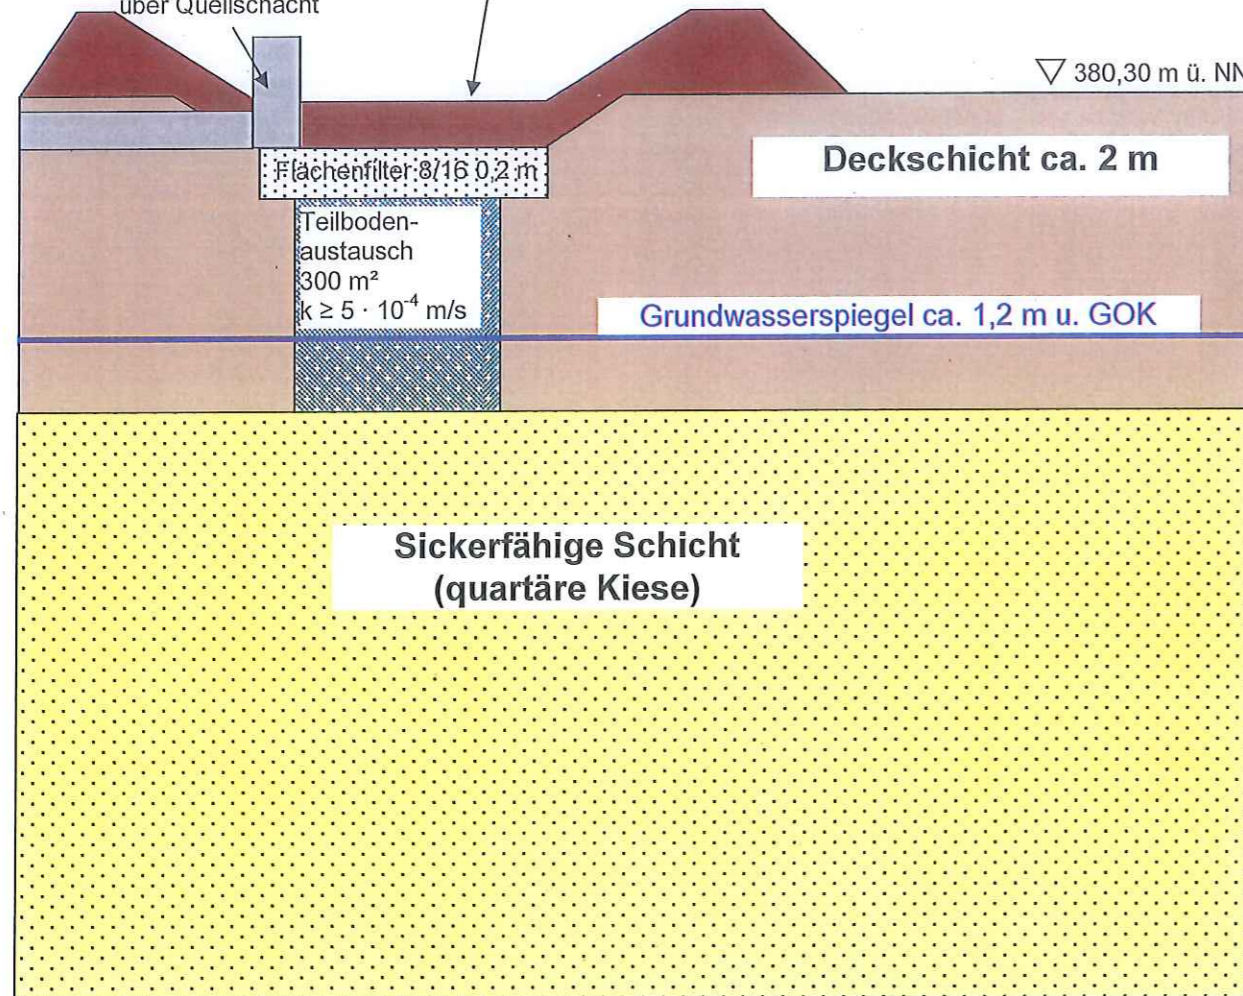 über Quellschacht
380,30 m ü. NN
Deckschicht ca. 2 m
Flächenfilter 8/16 0,2 m
Teilboden-
austausch
300 m²
k ≥ 5 · 10⁻⁴ m/s
Grundwasserspiegel ca. 1,2 m u. GOK
Sickerfähige Schicht
(quartäre Kiese)